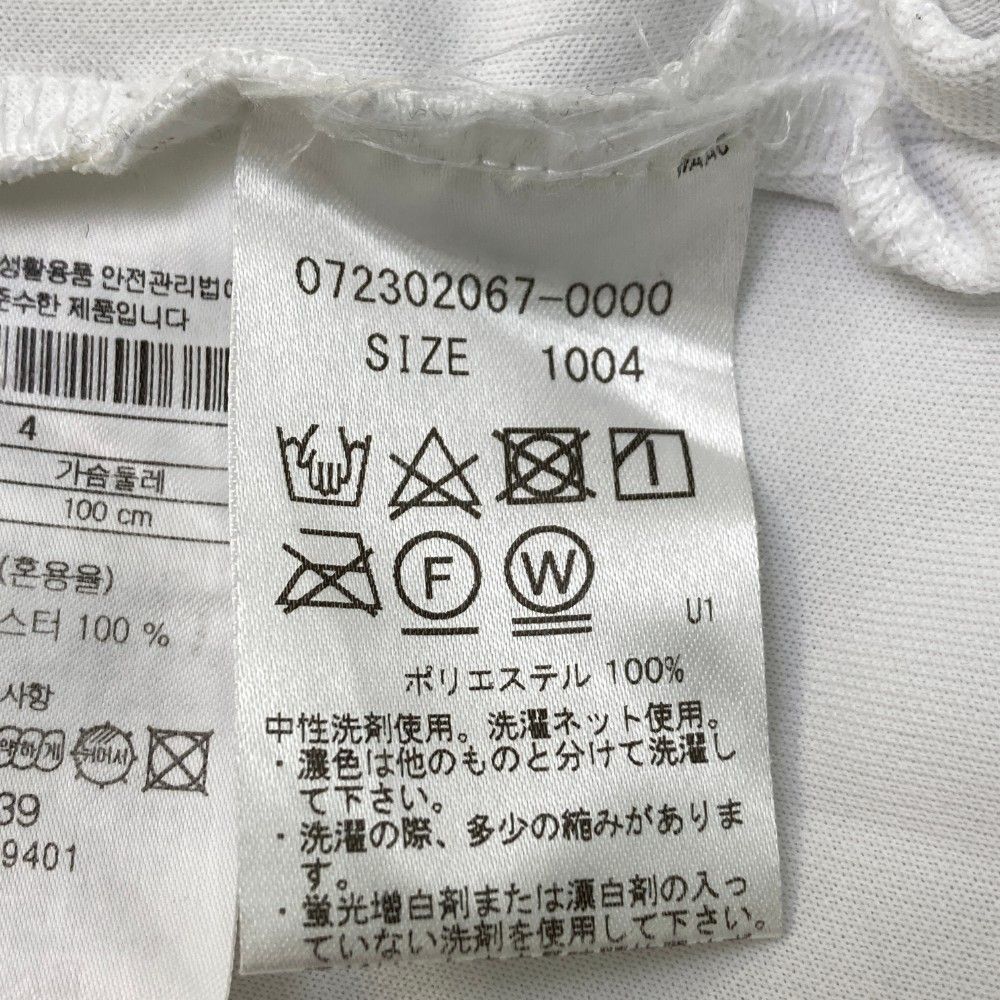 생활용품 안전관리법에
준수한 제품입니다
4
가슴둘레
100 cm
(혼용율)
스터 100 %
사항
약하게
뉘어서
39
9401
072302067-0000
SIZE 1004
F
W
U1
ポリエステル 100%
中性洗剤使用。洗濯ネット使用。
・濃色は他のものと分けて洗濯し
て下さい。
・洗濯の際、多少の縮みがありま
す。
・蛍光増白剤または漂白剤の入っ
ていない洗剤を使用して下さい。